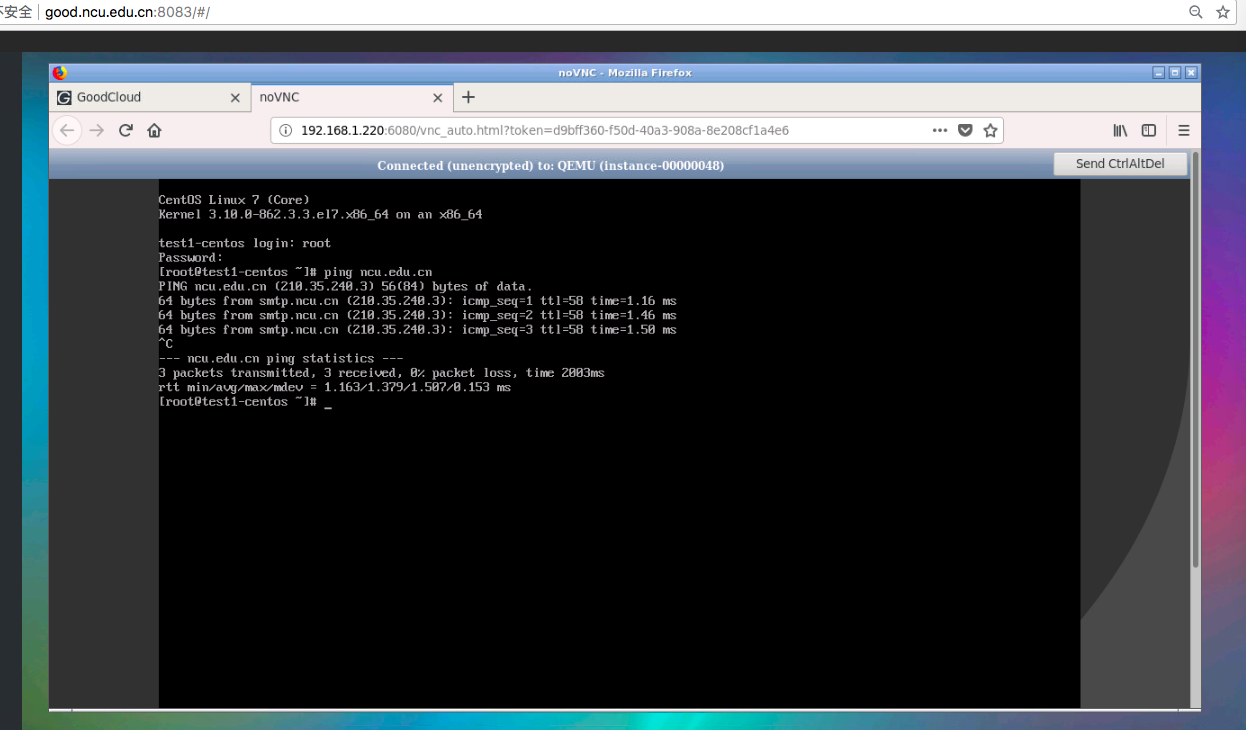 不安全 good.ncu.edu.cn:8083/#/
noVNC - Mozilla Firefox
GoodCloud
noVNC
192.168.1.220:6080/vnc_auto.html?token=d9bff360-f50d-40a3-908a-8e208cf1a4e6
Connected (unencrypted) to: QEMU (instance-00000048)
Send CtrlAltDel
CentOS Linux 7 (Core)
Kernel 3.10.0-862.3.3.el7.x86_64 on an x86_64
test1-centos login: root
Password:
[root@test1-centos ~]# ping ncu.edu.cn
PING ncu.edu.cn (210.35.240.3) 56(84) bytes of data.
64 bytes from smtp.ncu.cn (210.35.240.3): icmp_seq=1 ttl=58 time=1.16 ms
64 bytes from smtp.ncu.cn (210.35.240.3): icmp_seq=2 ttl=58 time=1.46 ms
64 bytes from smtp.ncu.cn (210.35.240.3): icmp_seq=3 ttl=58 time=1.50 ms
^C
--- ncu.edu.cn ping statistics ---
3 packets transmitted, 3 received, 0% packet loss, time 2003ms
rtt min/avg/max/mdev = 1.163/1.379/1.507/0.153 ms
[root@test1-centos ~]# _